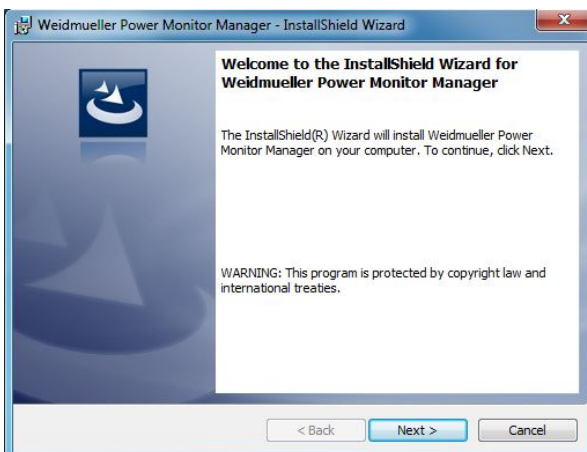 Weidmueller Power Monitor Manager - InstallShield Wizard
Welcome to the InstallShield Wizard for
Weidmueller Power Monitor Manager
The InstallShield(R) Wizard will install Weidmueller Power
Monitor Manager on your computer. To continue, click Next.
WARNING: This program is protected by copyright law and
international treaties.
< Back Next > Cancel